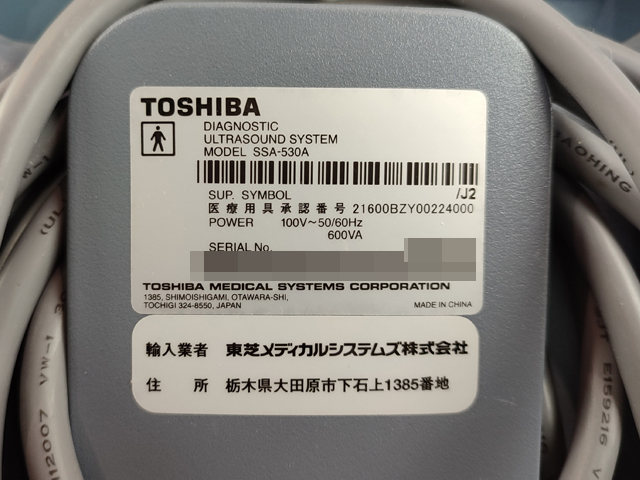 TOSHIBA
DIAGNOSTIC
ULTRASOUND SYSTEM
MODEL SSA-530A
SUP. SYMBOL /J2
医療用具承認番号 21600BZY00224000
POWER 100V~50/60Hz
600VA
SERIAL No.
TOSHIBA MEDICAL SYSTEMS CORPORATION
1385, SHIMOISHIGAMI, OTAWARA-SHI,
TOCHIGI 324-8550, JAPAN MADE IN CHINA
輸入業者 東芝メディカルシステムズ株式会社
住 所 栃木県大田原市下石上1385番地
E159216
12007 VW-1